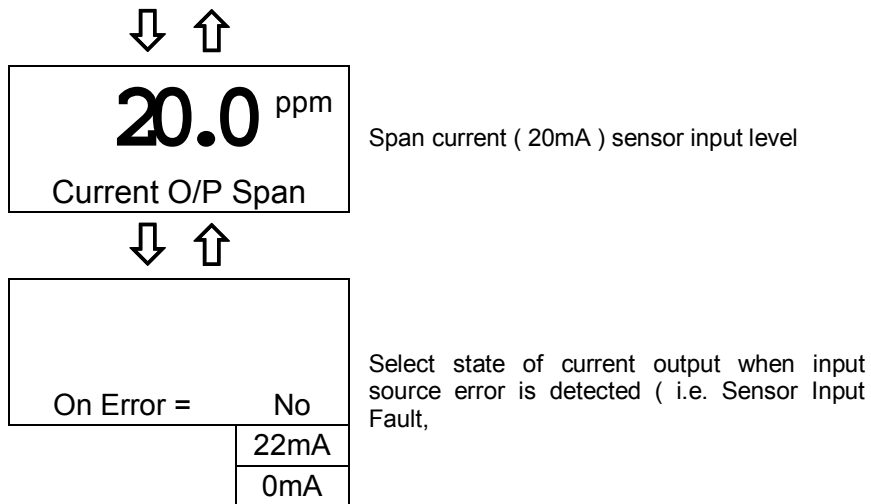 20.0 ppm
Span current ( 20mA ) sensor input level
Current O/P Span
Select state of current output when input
source error is detected ( i.e. Sensor Input
Fault,
On Error = No
22mA
0mA